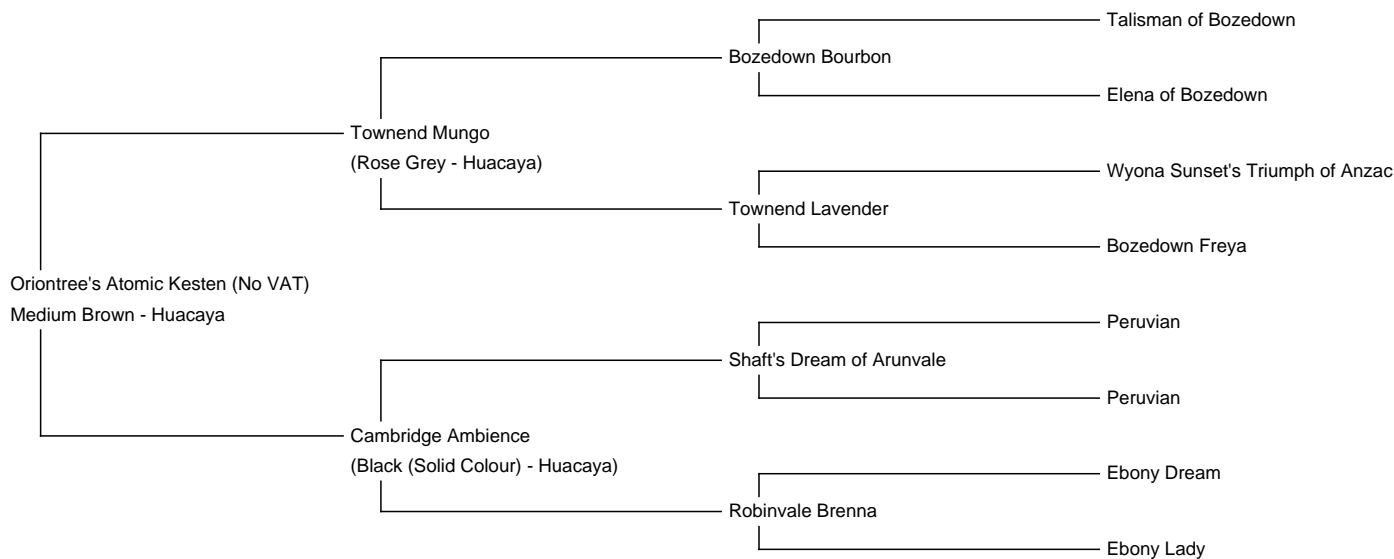 Talisman of Bozedown
Bozedown Bourbon
Elena of Bozedown
Townend Mungo
(Rose Grey - Huacaya)
Wyona Sunset's Triumph of Anzac
Townend Lavender
Bozedown Freya
Oriontree's Atomic Kesten (No VAT)
Medium Brown - Huacaya
Peruvian
Shaft's Dream of Arunvale
Peruvian
Cambridge Ambience
(Black (Solid Colour) - Huacaya)
Ebony Dream
Robinvale Brenna
Ebony Lady